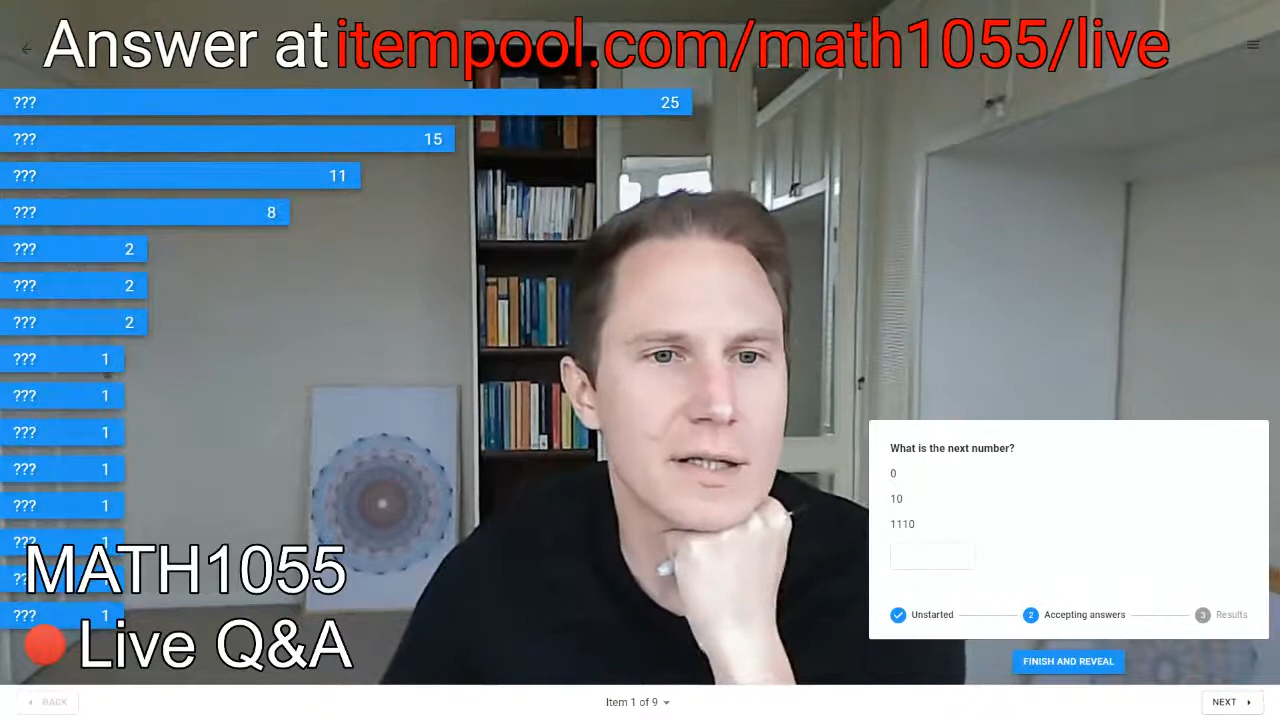 Answer at itempool.com/math1055/live
??? 25
??? 15
??? 11
??? 8
??? 2
??? 2
??? 2
??? 1
??? 1
??? 1
??? 1
??? 1
1
??? 1
MATH1055
Live Q&A
What is the next number?
0
10
1110
Unstarted
2 Accepting answers
3 Results
FINISH AND REVEAL
BACK
Item 1 of 9
NEXT